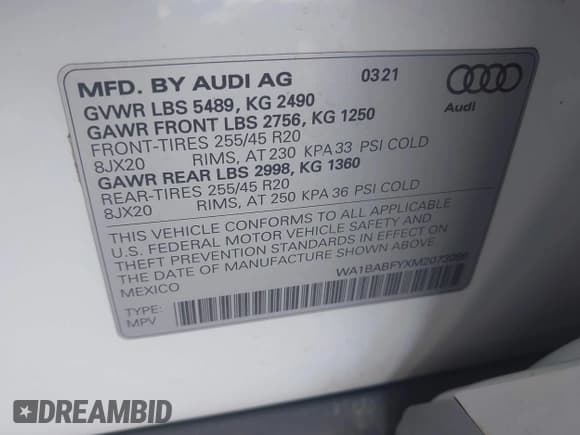 MFD. BY AUDI AG 03.21
GVWR LBS 5489, KG 2490
GAWR FRONT LBS 2756, KG 1250
FRONT-TIRES 255/45 R20
8JX20 RIMS, AT 230 KPA 33 PSI COLD
GAWR REAR LBS 2998, KG 1360
REAR-TIRES 255/45 R20
8JX20 RIMS, AT 250 KPA 36 PSI COLD
Audi
THIS VEHICLE CONFORMS TO ALL APPLICABLE
U.S. FEDERAL MOTOR VEHICLE SAFETY AND
THEFT PREVENTION STANDARDS IN EFFECT ON
THE DATE OF MANUFACTURE SHOWN ABOVE.
MEXICO
TYPE:
MPV
DREAMBID